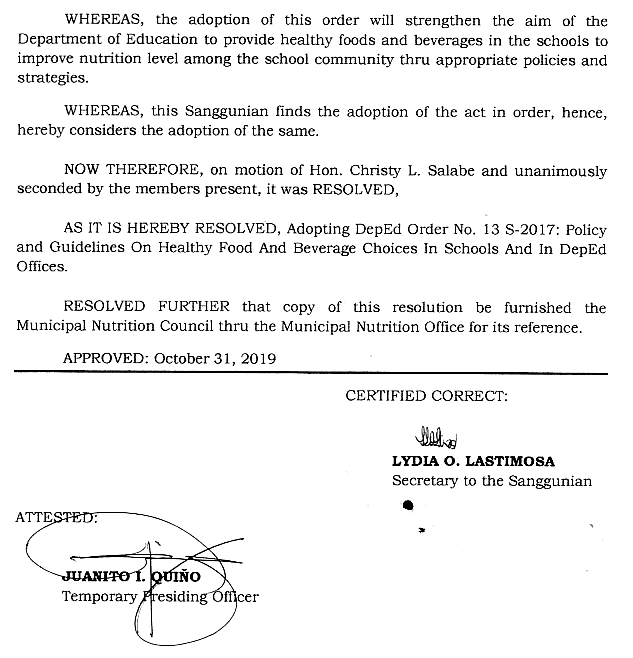 WHEREAS, the adoption of this order will strengthen the aim of the
Department of Education to provide healthy foods and beverages in the schools to
improve nutrition level among the school community thru appropriate policies and
strategies.
WHEREAS, this Sanggunian finds the adoption of the act in order, hence,
hereby considers the adoption of the same.
NOW THEREFORE, on motion of Hon. Christy L. Salabe and unanimously
seconded by the members present, it was RESOLVED,
AS IT IS HEREBY RESOLVED, Adopting DepEd Order No. 13 S-2017: Policy
and Guidelines On Healthy Food And Beverage Choices In Schools And In DepEd
Offices.
RESOLVED FURTHER that copy of this resolution be furnished the
Municipal Nutrition Council thru the Municipal Nutrition Office for its reference.
APPROVED: October 31, 2019
CERTIFIED CORRECT:
LYDIA O. LASTIMOSA
Secretary to the Sanggunian
ATTESTED:
JUANITO I. QUIÑO
Temporary Presiding Officer